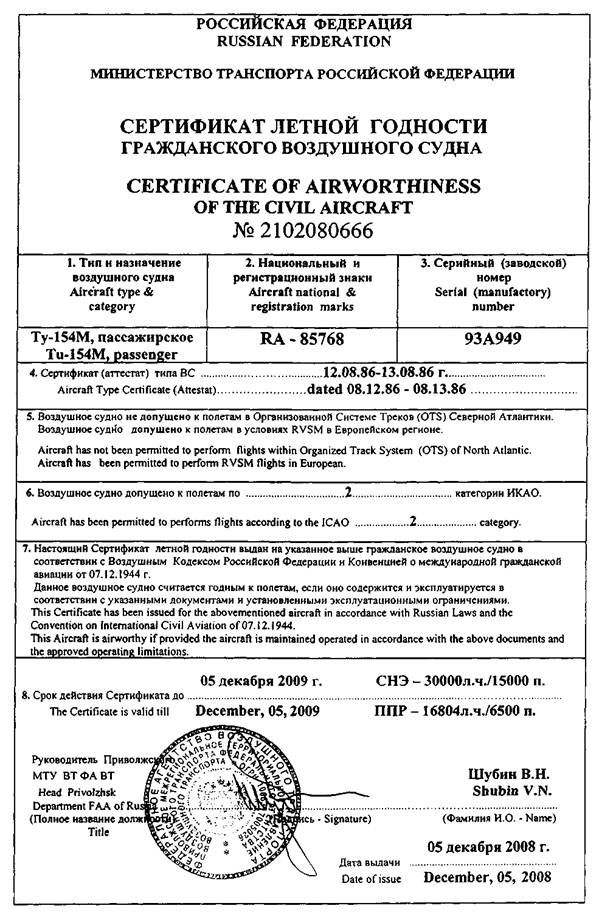 РОССИЙСКАЯ ФЕДЕРАЦИЯ
RUSSIAN FEDERATION
МИНИСТЕРСТВО ТРАНСПОРТА РОССИЙСКОЙ ФЕДЕРАЦИИ
СЕРТИФИКАТ ЛЕТНОЙ ГОДНОСТИ
ГРАЖДАНСКОГО ВОЗДУШНОГО СУДНА
CERTIFICATE OF AIRWORTHINESS
OF THE CIVIL AIRCRAFT
№ 2102080666
1. Тип и назначение
воздушного судна
Aircraft type &
category
2. Национальный и
регистрационный знаки
Aircraft national &
registration marks
3. Серийный (заводской)
номер
Serial (manufactory)
number
Ту-154М, пассажирское
Tu-154M, passenger
RA - 85768
93A949
4. Сертификат (аттестат) типа ВС ..............................12.08.86-13.08.86 г.........................
Aircraft Type Certificate (Attestat)......................dated 08.12.86 - 08.13.86 ......................
5. Воздушное судно не допущено к полетам в Организованной Системе Треков (OTS) Северной Атлантики.
Воздушное судно допущено к полетам в условиях RVSM в Европейском регионе.
Aircraft has not been permitted to perform flights within Organized Track System (OTS) of North Atlantic.
Aircraft has been permitted to perform RVSM flights in European.
6. Воздушное судно допущено к полетам по .........................2......................... категории ИКАО.
Aircraft has been permitted to performs flights according to the ICAO ..............2............... category.
7. Настоящий Сертификат летной годности выдан на указанное выше гражданское воздушное судно в
соответствии с Воздушным Кодексом Российской Федерации и Конвенцией о международной гражданской
авиации от 07.12.1944 г.
Данное воздушное судно считается годным к полетам, если оно содержится и эксплуатируется в
соответствии с указанными документами и установленными эксплуатационными ограничениями.
This Certificate has been issued for the abovementioned aircraft in accordance with Russian Laws and the
Convention on International Civil Aviation of 07.12.1944.
This Aircraft is airworthy if provided the aircraft is maintained operated in accordance with the above documents and
the approved operating limitations.
05 декабря 2009 г. СНЭ – 30000л.ч./15000 п.
8. Срок действия Сертификата до ..............................
The Certificate is valid till December, 05, 2009 ППР – 16804л.ч./6500 п.
Руководитель Приволжского
МТУ ВТ ФА ВТ
Head Privolzhsk
Department FAA of Russ
Шубин В.Н.
Shubin V.N.
(Полное название должности)
Title
Signature)
(Фамилия И.О. - Name)
05 декабря 2008 г.
Дата выдачи
Date of issue December, 05, 2008